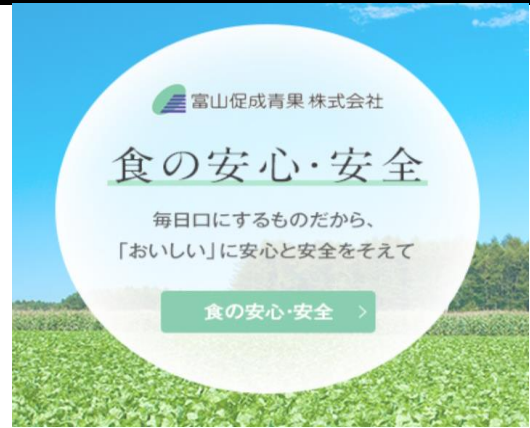 富山促成青果 株式会社
食の安心・安全
毎日口にするものだから、
「おいしい」に安心と安全をそえて
食の安心・安全 >